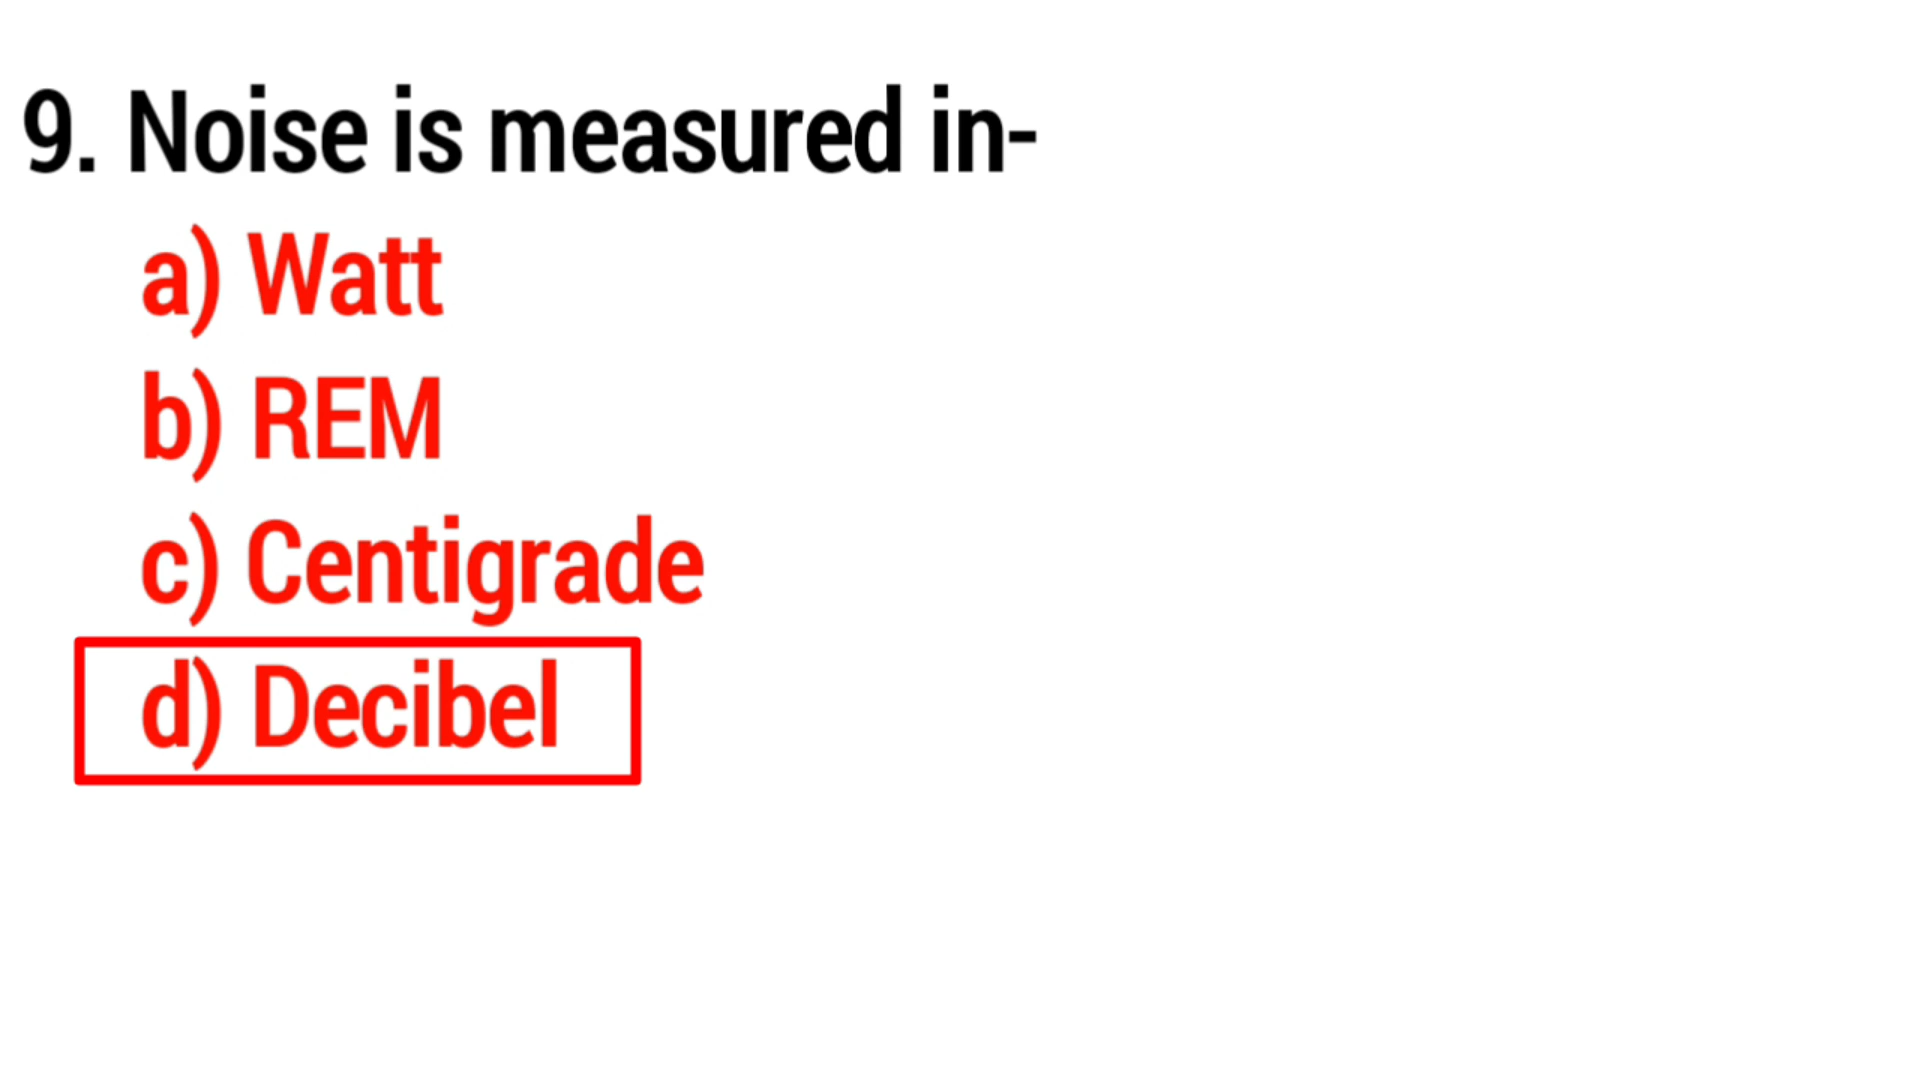 9. Noise is measured in-
a) Watt
b) REM
c) Centigrade
d) Decibel